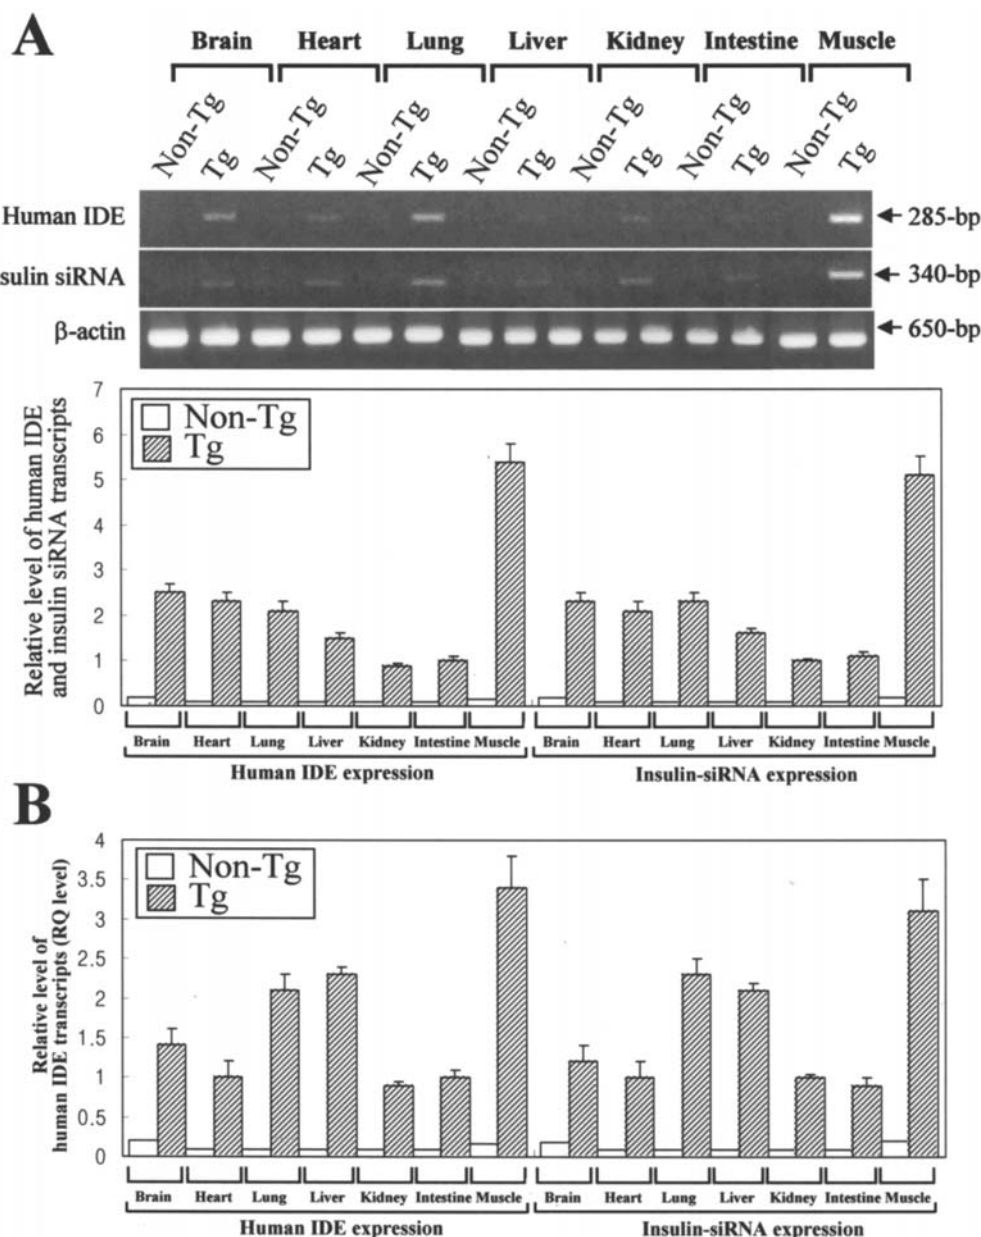 A
Brain Heart Lung Liver Kidney Intestine Muscle
Non-Tg Tg Non-Tg Tg Non-Tg Tg Non-Tg Tg Non-Tg Tg Non-Tg Tg Non-Tg Tg
Human IDE 285-bp
sulin siRNA 340-bp
β-actin 650-bp
Relative level of human IDE
and insulin siRNA transcripts
7
6
5
4
3
2
1
0
Non-Tg
Tg
Brain Heart Lung Liver Kidney Intestine Muscle Brain Heart Lung Liver Kidney Intestine Muscle
Human IDE expression Insulin-siRNA expression
B
Relative level of
human IDE transcripts (RQ level)
4
3.5
3
2.5
2
1.5
1
0.5
0
Non-Tg
Tg
Brain Heart Lung Liver Kidney Intestine Muscle Brain Heart Lung Liver Kidney Intestine Muscle
Human IDE expression Insulin-siRNA expression